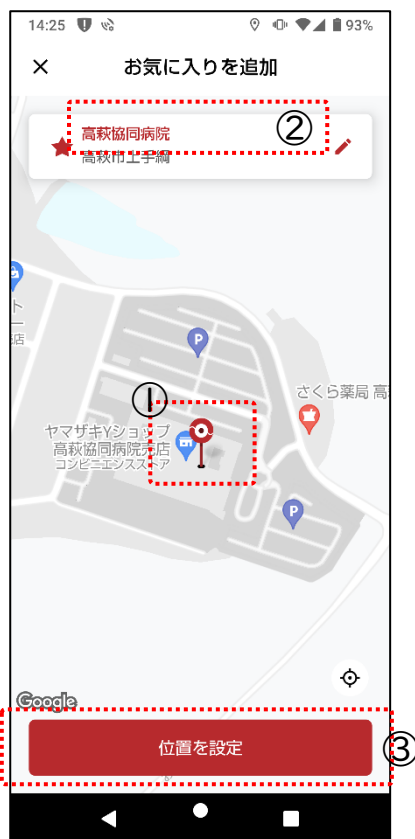 14:25
93%
お気に入りを追加
②
高萩協同病院
高萩市上手綱
ト
ー
店
P
①
さくら薬局 高
ヤマザキYショップ
高萩協同病院売店
コンビニエンスストア
P
Google
位置を設定
③